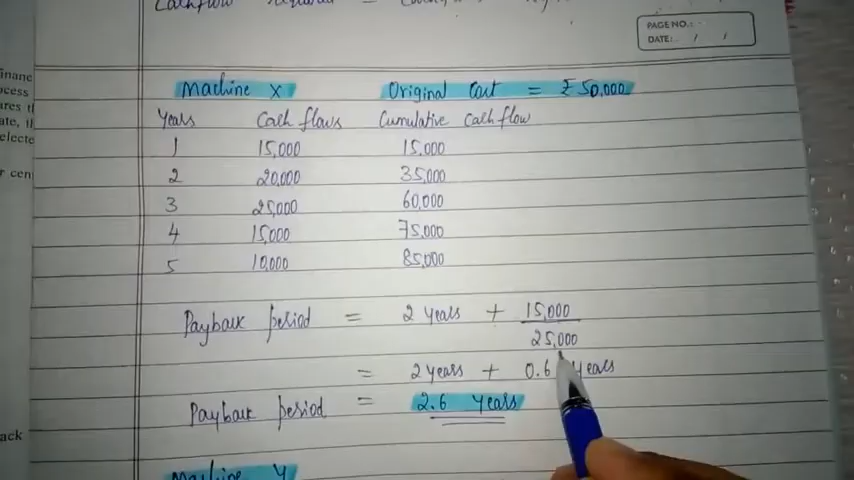 PAGE NO.:
DATE: / /
Machine X Original Cost = ₹50,000
Years Cash flows Cumulative cash flow
1 15,000 15,000
2 20,000 35,000
3 25,000 60,000
4 15,000 75,000
5 10,000 85,000
Payback period = 2 years + 15,000
25,000
= 2 years + 0.6 years
Payback period = 2.6 years
Machine Y